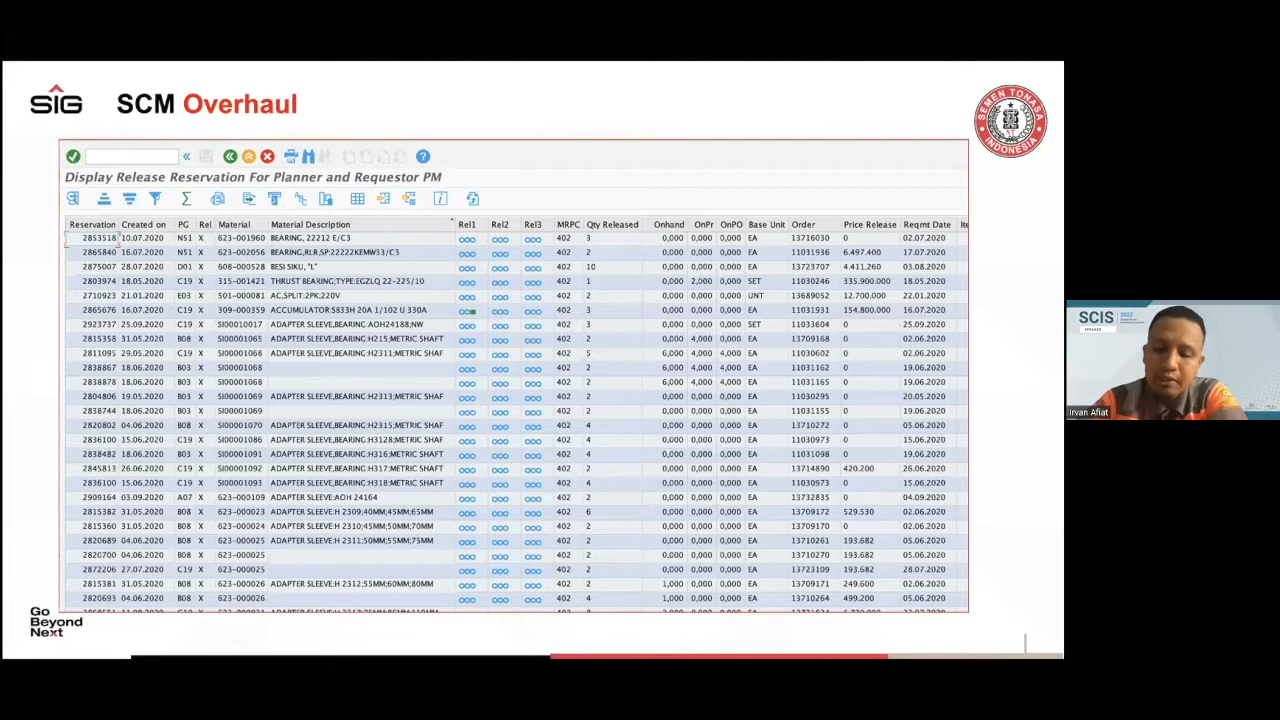 SIG
SCM Overhaul
SEMEN TONASA
INDONESIA
Display Release Reservation For Planner and Requestor PM
Reservation Created on PG Rel Material Material Description Rel1 Rel2 Rel3 MRPC Qty Released Onhand OnPr OnPO Base Unit Order Price Release Reqmt Date Ite
2853518 10.07.2020 N51 X 623-001960 BEARING, 22212 E/C3 402 3 0,000 0,000 0,000 EA 13716030 0 02.07.2020
2865840 16.07.2020 N51 X 623-002056 BEARING,RLR,SP:22222KEMW33/C3 402 2 0,000 0,000 0,000 EA 11031936 6.497.400 17.07.2020
2875007 28.07.2020 D01 X 608-000528 BESI SIKU, "L" 402 10 0,000 0,000 0,000 EA 13723707 4.411.260 03.08.2020
2803974 18.05.2020 C19 X 315-001421 THRUST BEARING;TYPE:EGZLQ 22-225/10 402 1 0,000 2,000 0,000 SET 11030246 335.900.000 18.05.2020
2710923 21.01.2020 E03 X 501-000081 AC,SPLIT:2PK;220V 402 2 0,000 0,000 0,000 UNT 13689052 12.700.000 22.01.2020
2865676 16.07.2020 C19 X 309-000359 ACCUMULATOR:SB33H 20A 1/102 U 330A 402 2 0,000 0,000 0,000 EA 11031931 154.800.000 16.07.2020
2923737 25.09.2020 C19 X SI00010017 ADAPTER SLEEVE,BEARING:AOH24188;NW 402 3 0,000 0,000 0,000 SET 11033604 0 25.09.2020
2815358 31.05.2020 B08 X SI00001065 ADAPTER SLEEVE,BEARING:H217;METRIC SHAFT 402 2 0,000 4,000 0,000 EA 13709168 0 02.06.2020
2811095 29.05.2020 C19 X SI00001068 ADAPTER SLEEVE,BEARING:H2311;METRIC SHAF 402 5 6,000 4,000 4,000 EA 11030602 0 02.06.2020
2838867 18.06.2020 B03 X SI00001068 402 2 6,000 4,000 4,000 EA 11031162 0 19.06.2020
2838878 18.06.2020 B03 X SI00001068 402 2 6,000 4,000 4,000 EA 11031165 0 19.06.2020
2804806 19.05.2020 B03 X SI00001069 ADAPTER SLEEVE,BEARING:H2313;METRIC SHAF 402 2 0,000 0,000 0,000 EA 11030295 0 20.05.2020
2838744 18.06.2020 B03 X SI00001069 402 2 0,000 0,000 0,000 EA 11031155 0 19.06.2020
2820802 04.06.2020 B08 X SI00001070 ADAPTER SLEEVE,BEARING:H2315;METRIC SHAF 402 4 0,000 0,000 0,000 EA 13710272 0 05.06.2020
2836100 15.06.2020 C19 X SI00001086 ADAPTER SLEEVE,BEARING:H3128;METRIC SHAF 402 4 0,000 0,000 0,000 EA 11030973 0 15.06.2020
2838482 18.06.2020 B03 X SI00001091 ADAPTER SLEEVE,BEARING:H316;METRIC SHAF 402 4 0,000 0,000 0,000 EA 11031098 0 19.06.2020
2845813 26.06.2020 C19 X SI00001092 ADAPTER SLEEVE,BEARING:H317;METRIC SHAF 402 2 0,000 0,000 0,000 EA 13714890 420.200 26.06.2020
2836100 15.06.2020 C19 X SI00001093 ADAPTER SLEEVE,BEARING:H318;METRIC SHAF 402 4 0,000 0,000 0,000 EA 11030973 0 15.06.2020
2909164 03.09.2020 A07 X 623-000109 ADAPTER SLEEVE:AOH 24164 402 2 0,000 0,000 0,000 EA 13732835 0 04.09.2020
2815382 31.05.2020 B08 X 623-000023 ADAPTER SLEEVE:H 2309;40MM;45MM;65MM 402 6 0,000 0,000 0,000 EA 13709172 529.530 02.06.2020
2815360 31.05.2020 B08 X 623-000024 ADAPTER SLEEVE:H 2310;45MM;50MM;70MM 402 2 0,000 0,000 0,000 EA 13709170 0 02.06.2020
2820689 04.06.2020 B08 X 623-000025 ADAPTER SLEEVE:H 2311;50MM;55MM;75MM 402 2 0,000 0,000 0,000 EA 13710261 193.682 05.06.2020
2820700 04.06.2020 B08 X 623-000025 402 2 0,000 0,000 0,000 EA 13710270 193.682 05.06.2020
2872206 27.07.2020 C19 X 623-000025 402 2 0,000 0,000 0,000 EA 13723109 193.682 28.07.2020
2815381 31.05.2020 B08 X 623-000026 ADAPTER SLEEVE:H 2312;55MM;60MM;80MM 402 2 1,000 0,000 0,000 EA 13709171 249.600 02.06.2020
2820693 04.06.2020 B08 X 623-000026 402 4 1,000 0,000 0,000 EA 13710264 499.200 05.06.2020
Go
Beyond
Next
SCIS 2022
SPEAKER
Irvan Afiat